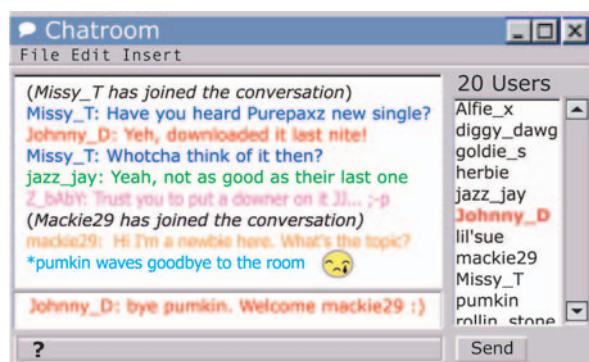 Chatroom
File Edit Insert
(Missy_T has joined the conversation)
Missy_T: Have you heard Purepaxz new single?
Johnny_D: Yeh, downloaded it last nite!
Missy_T: Whotcha think of it then?
jazz_jay: Yeah, not as good as their last one
Z_bAbY: Trust you to put a downer on it JJ... ;-p
(Mackie29 has joined the conversation)
mackie29: Hi I'm a newbie here. What's the topic?
*pumkin waves goodbye to the room
Johnny_D: bye pumkin. Welcome mackie29 :)
?
20 Users
Alfie_x
diggy_dawg
goldie_s
herbie
jazz_jay
Johnny_D
lil'sue
mackie29
Missy_T
pumkin
rollin_stone
Send